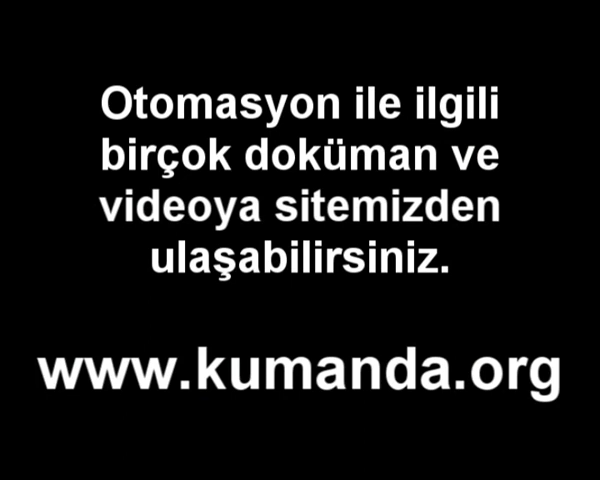 Otomasyon ile ilgili
birçok doküman ve
videoya sitemizden
ulaşabilirsiniz.
www.kumanda.org